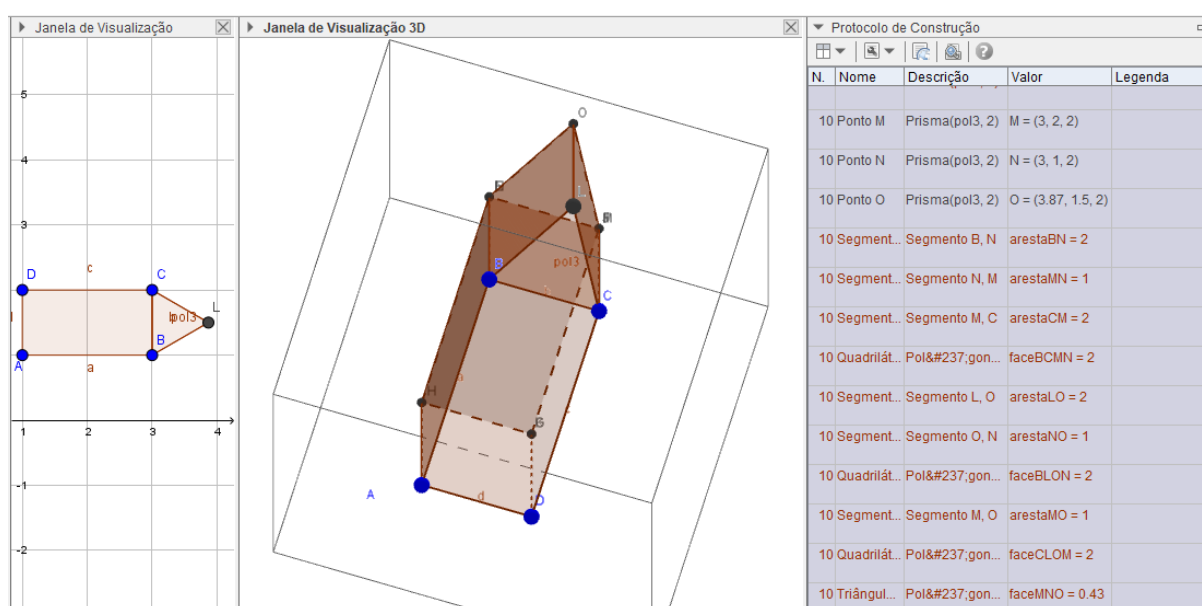 Janela de Visualização
5
4
3
D
c
C
L
pol3
B
A
a
1
2
3
4
-1
-2
Janela de Visualização 3D
O
L
pol3
B
C
H
G
A
d
D
Protocolo de Construção
N. Nome Descrição Valor Legenda
10 Ponto M Prisma(pol3, 2) M = (3, 2, 2)
10 Ponto N Prisma(pol3, 2) N = (3, 1, 2)
10 Ponto O Prisma(pol3, 2) O = (3.87, 1.5, 2)
10 Segment... Segmento B, N arestaBN = 2
10 Segment... Segmento N, M arestaMN = 1
10 Segment... Segmento M, C arestaCM = 2
10 Quadrilát... Pol&#237;gon... faceBCMN = 2
10 Segment... Segmento L, O arestaLO = 2
10 Segment... Segmento O, N arestaNO = 1
10 Quadrilát... Pol&#237;gon... faceBLON = 2
10 Segment... Segmento M, O arestaMO = 1
10 Quadrilát... Pol&#237;gon... faceCLOM = 2
10 Triângul... Pol&#237;gon... faceMNO = 0.43